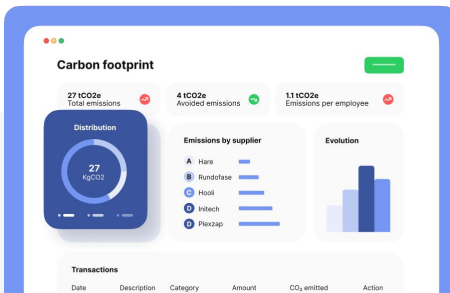 Carbon footprint
27 tCO2e
Total emissions
4 tCO2e
Avoided emissions
1.1 tCO2e
Emissions per employee
Distribution
27
KgCO2
Emissions by supplier
A Hare
B Rundofase
C Hooli
D Initech
D Plexzap
Evolution
Transactions
Date Description Category Amount CO₂ emitted Action